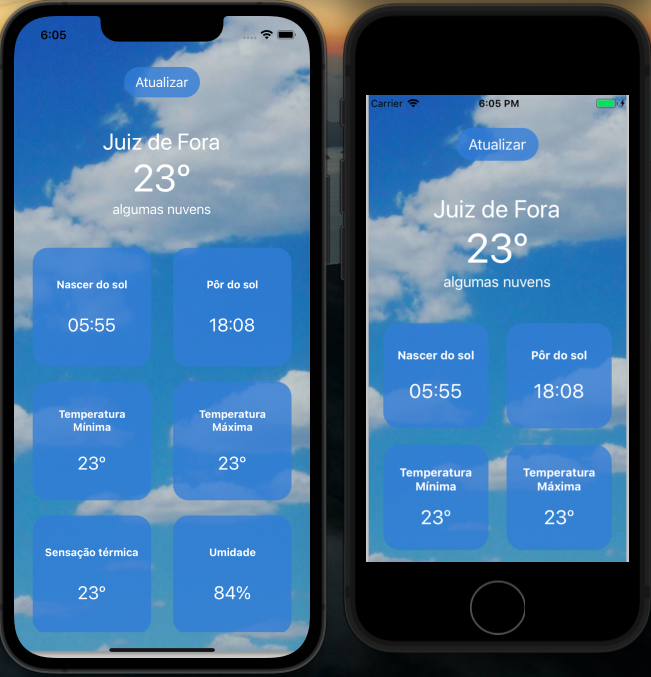 6:05
Atualizar
Juiz de Fora
23°
algumas nuvens
Nascer do sol
05:55
Pôr do sol
18:08
Temperatura
Mínima
23°
Temperatura
Máxima
23°
Sensação térmica
23°
Umidade
84%
Carrier
6:05 PM
Atualizar
Juiz de Fora
23°
algumas nuvens
Nascer do sol
05:55
Pôr do sol
18:08
Temperatura
Mínima
23°
Temperatura
Máxima
23°